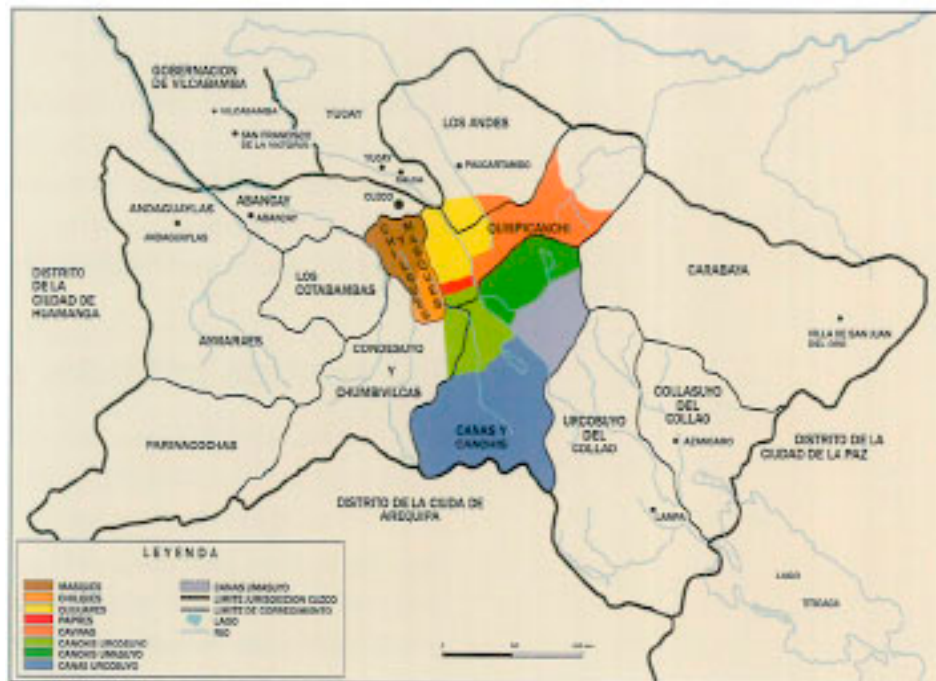 GOBERNACION
DE VILCABAMBA
VILCABAMBA
SAN FRANCISCO
DE LA VICTORIA
YUCAY
LOS ANDES
YUCAY
PAUCARTAMBO
CUZCO
ABANCAY
ABANCAY
ANDAGUAYLAS
ANDAGUAYLAS
QUISPICANCHI
CARABAYA
DISTRITO
DE LA
CIUDAD DE
HUAMANGA
LOS
COTABAMBAS
VILLA DE SAN JUAN
DEL ORO
AYMARAES
CONDESUYO
Y
CHUMBIVILCAS
COLLASUYO
DEL
COLLAO
URCOSUYO
DEL
COLLAO
PARINACOCHAS
CANAS Y
CANCHIS
AZANGARO
DISTRITO DE LA
CIUDAD DE LA PAZ
DISTRITO DE LA CIUDA DE
AREQUIPA
LAMPA
LAGO
TITICACA
LEYENDA
MASQUES
CHILQUES
PAPRES
CAVINAS
CANCHIS URCOSUYO
CANCHIS UMASUYO
CANAS URCOSUYO
CANAS UMASUYO
LIMITE JURISDICCION CUZCO
LIMITE DE CORREGIMIENTO
LAGO
RIO